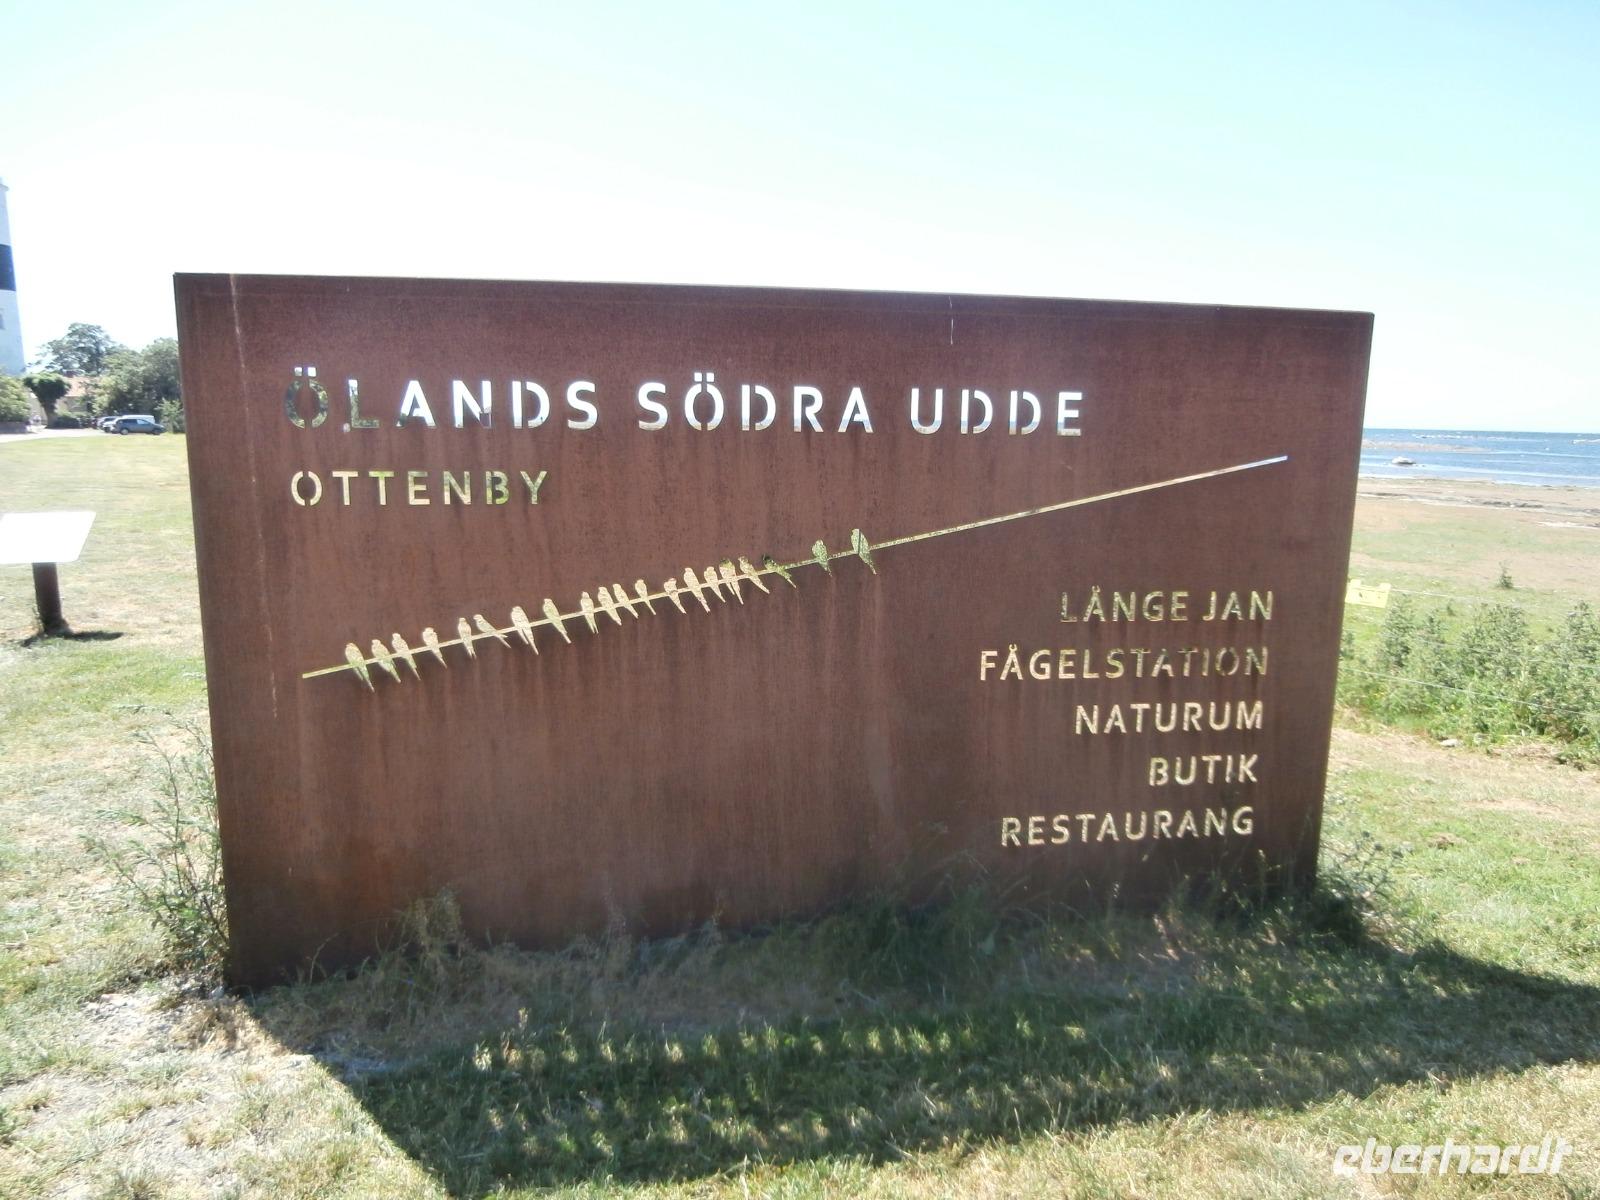 ÖLANDS SÖDRA UDDE
OTTENBY
LÅNGE JAN
FÅGELSTATION
NATURUM
BUTIK
RESTAURANG
eberhardt